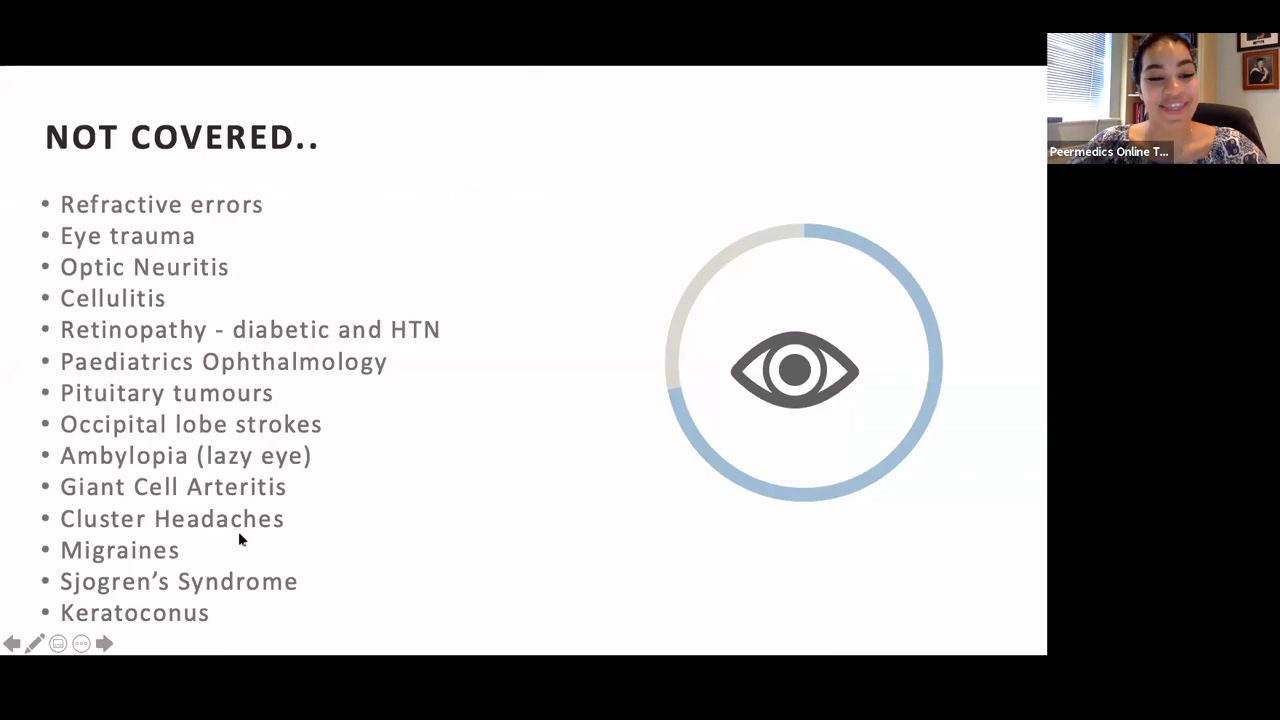 NOT COVERED..
• Refractive errors
• Eye trauma
• Optic Neuritis
• Cellulitis
• Retinopathy - diabetic and HTN
• Paediatrics Ophthalmology
• Pituitary tumours
• Occipital lobe strokes
• Ambylopia (lazy eye)
• Giant Cell Arteritis
• Cluster Headaches
• Migraines
• Sjogren’s Syndrome
• Keratoconus
Peermedics Online T...